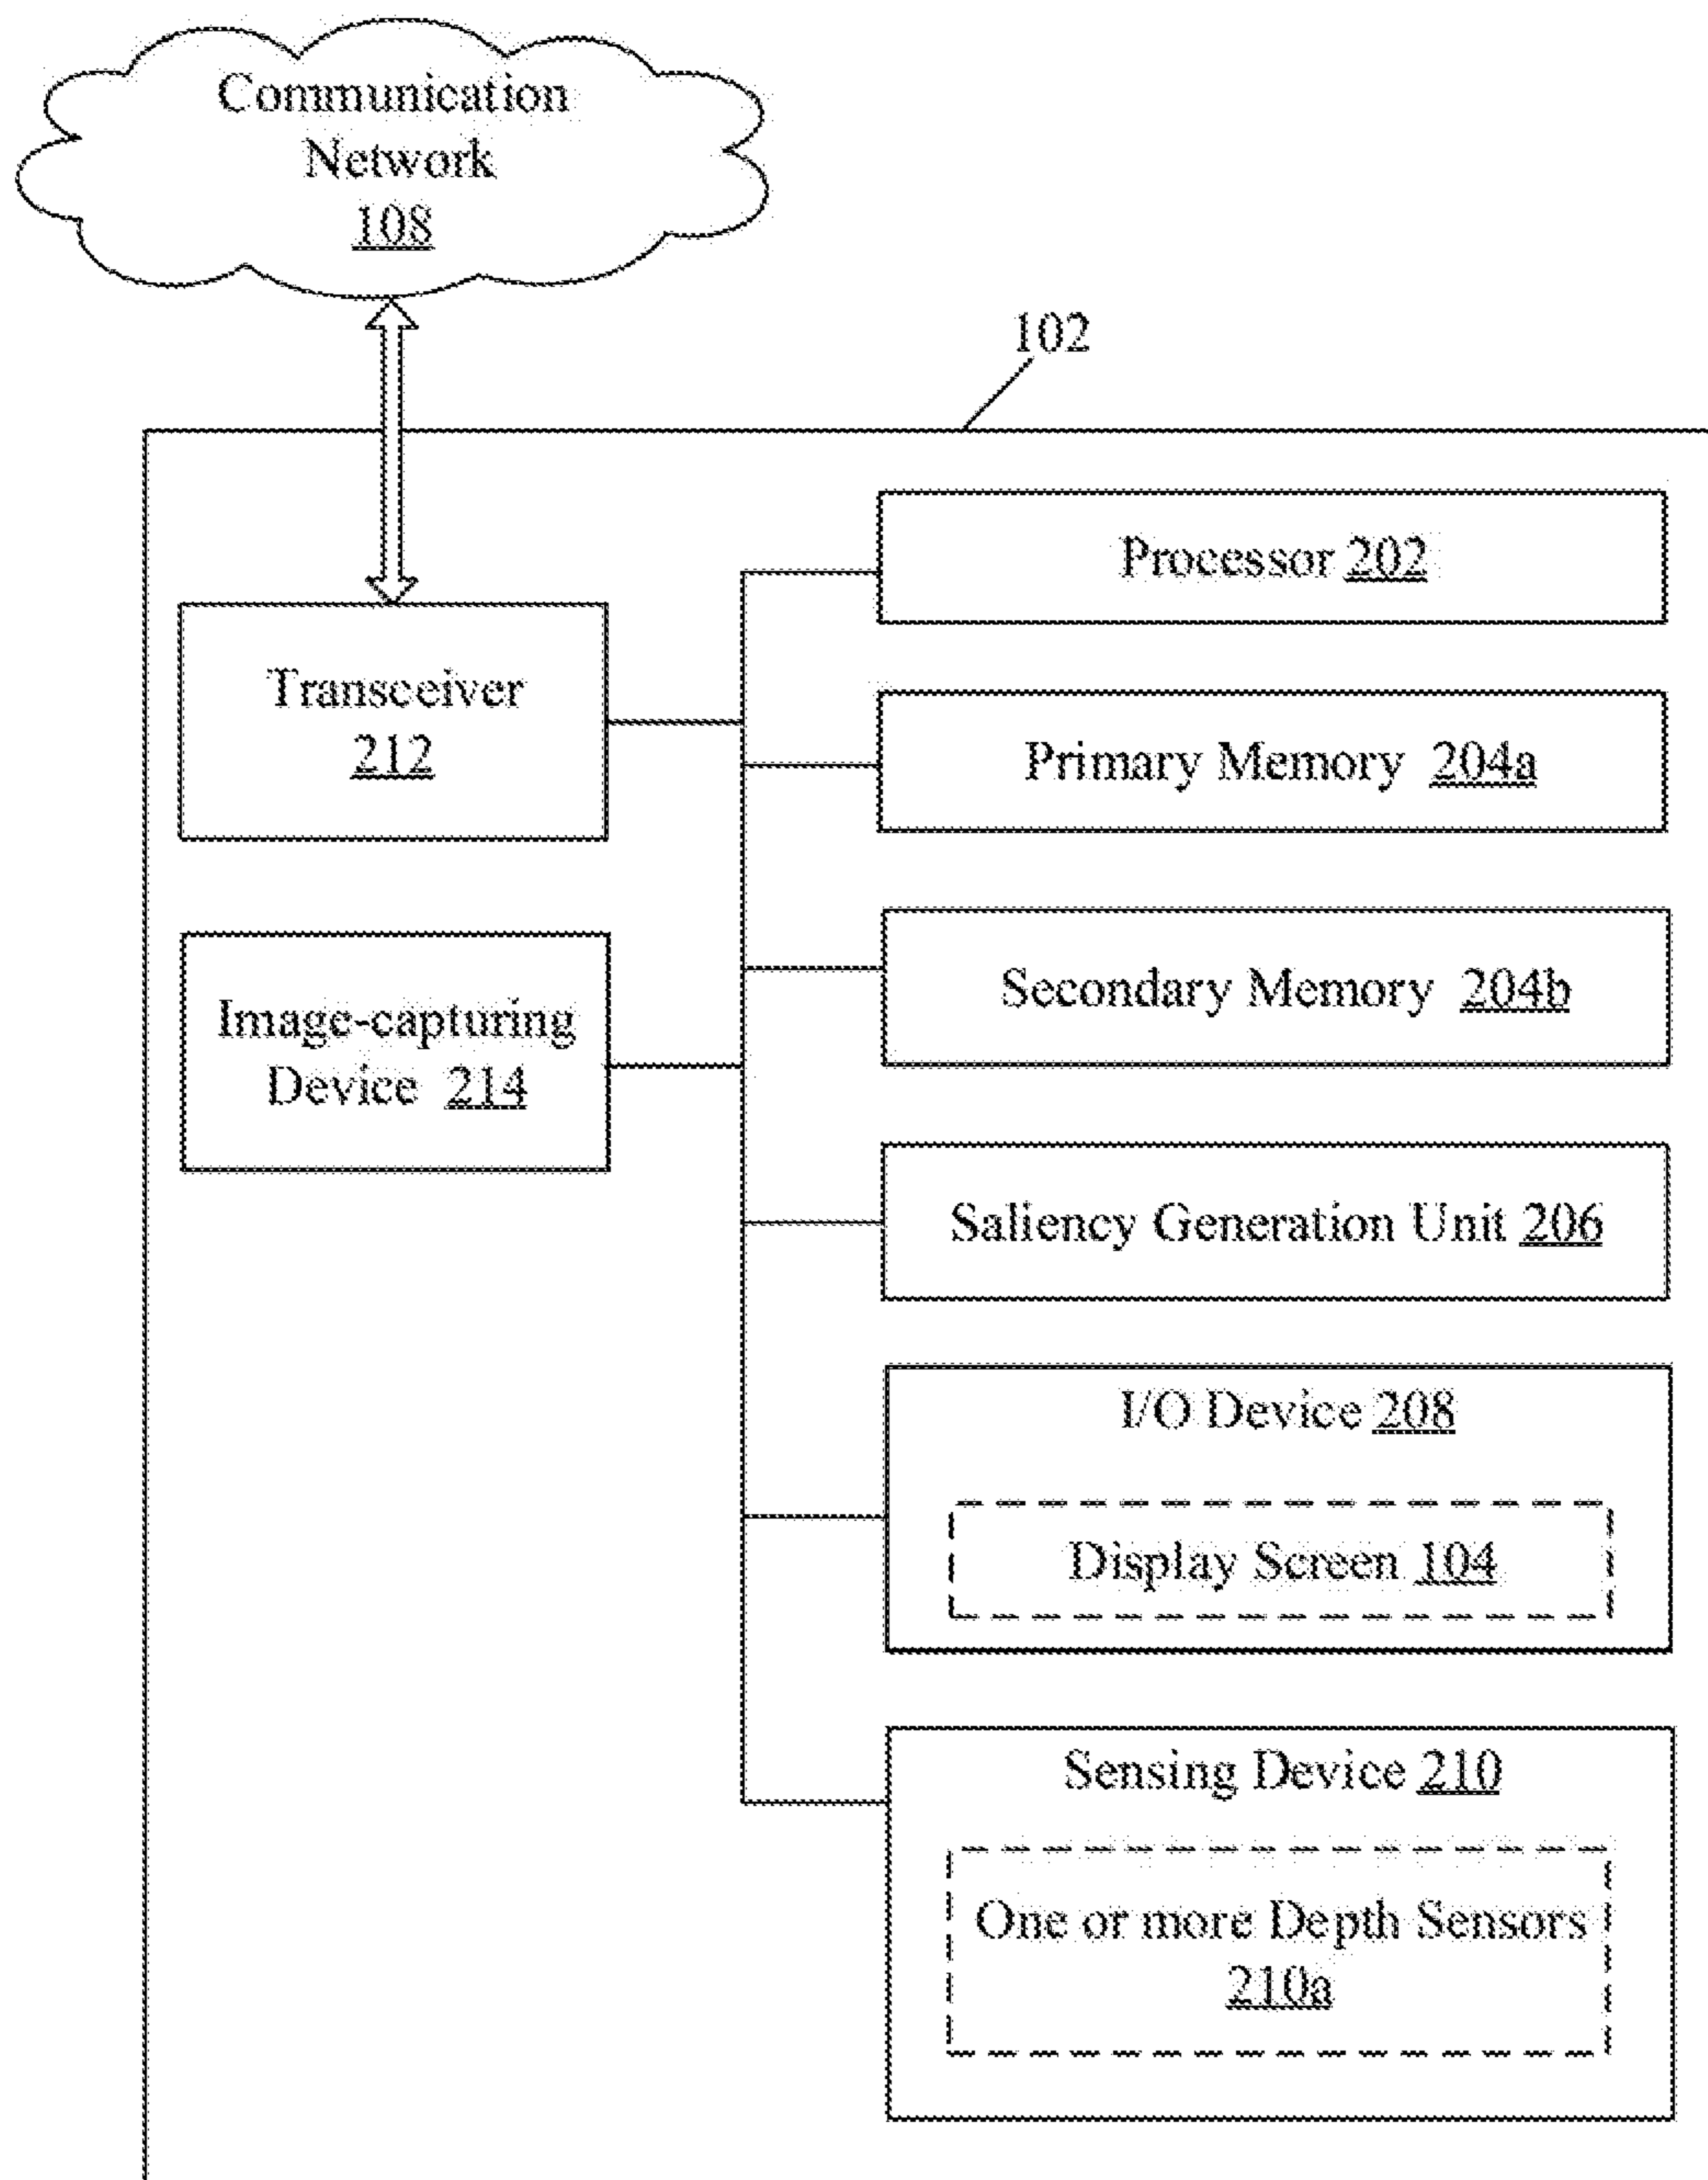 Communication
Network
108
102
Processor 202
Transceiver
212
Primary Memory 204a
Image-capturing
Device 214
Secondary Memory 204b
Saliency Generation Unit 206
I/O Device 208
Display Screen 104
Sensing Device 210
One or more Depth Sensors
210a